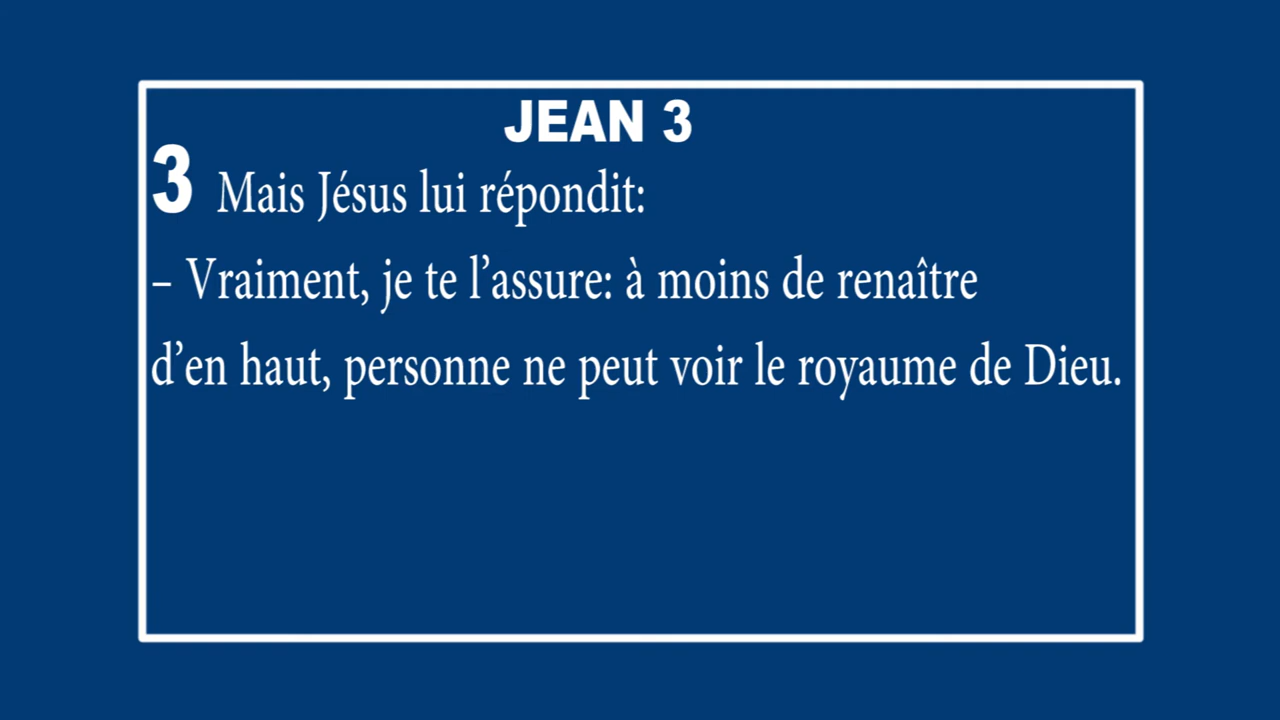 JEAN 3
3 Mais Jésus lui répondit:
– Vraiment, je te l’assure: à moins de renaître
d’en haut, personne ne peut voir le royaume de Dieu.